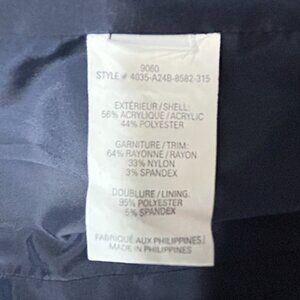 9060
STYLE # 4035-A24B-8582-315
EXTÉRIEUR/SHELL:
56% ACRYLIQUE/ACRYLIC
44% POLYESTER
GARNITURE/TRIM:
64% RAYONNE/RAYON
33% NYLON
3% SPANDEX
DOUBLURE/LINING:
95% POLYESTER
5% SPANDEX
FABRIQUÉ AUX PHILIPPINES/
MADE IN PHILIPPINES